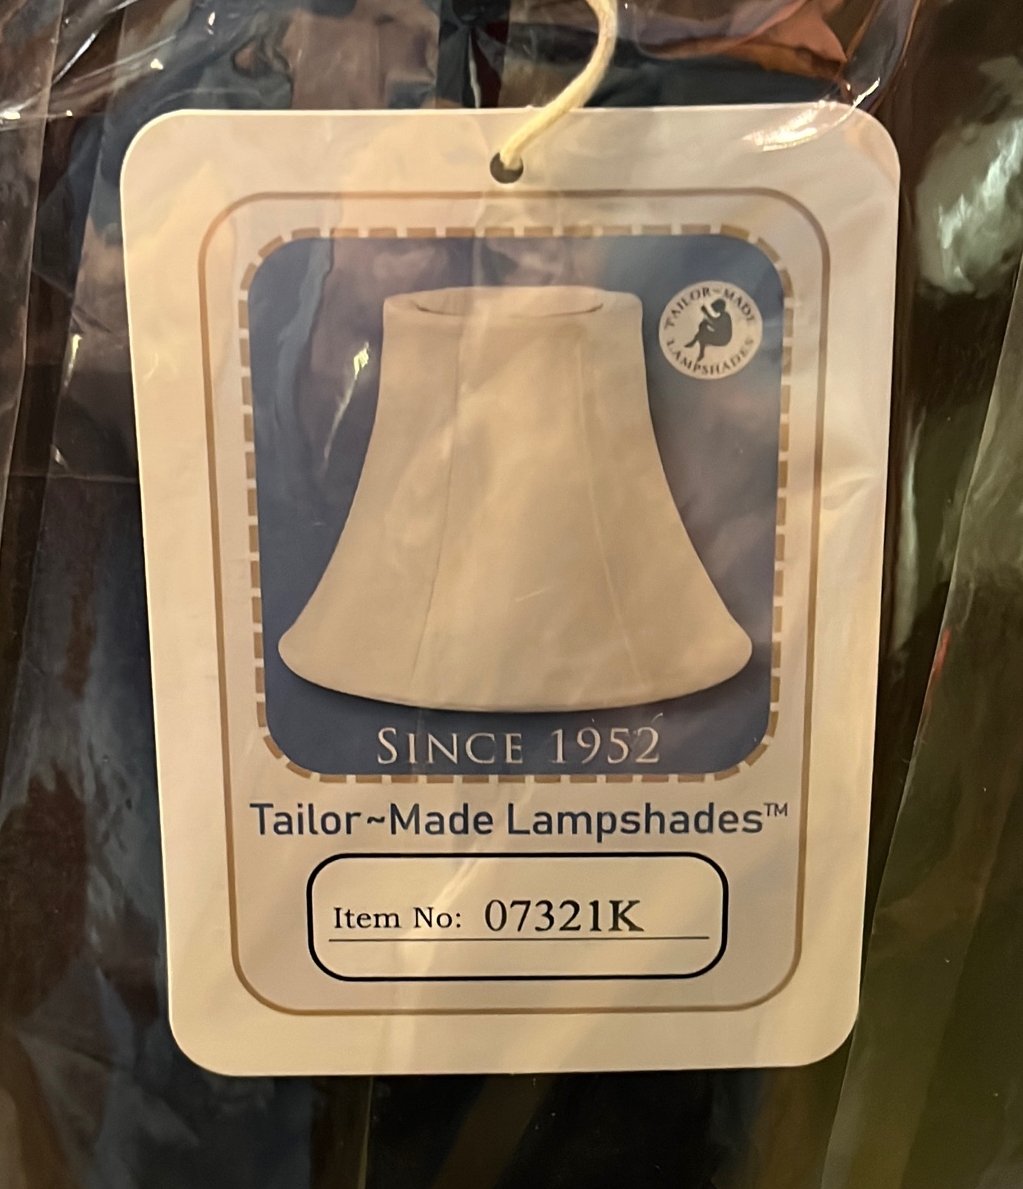 TAILOR~MADE
LAMPSHADES
SINCE 1952
Tailor~Made Lampshades™
Item No: 07321K